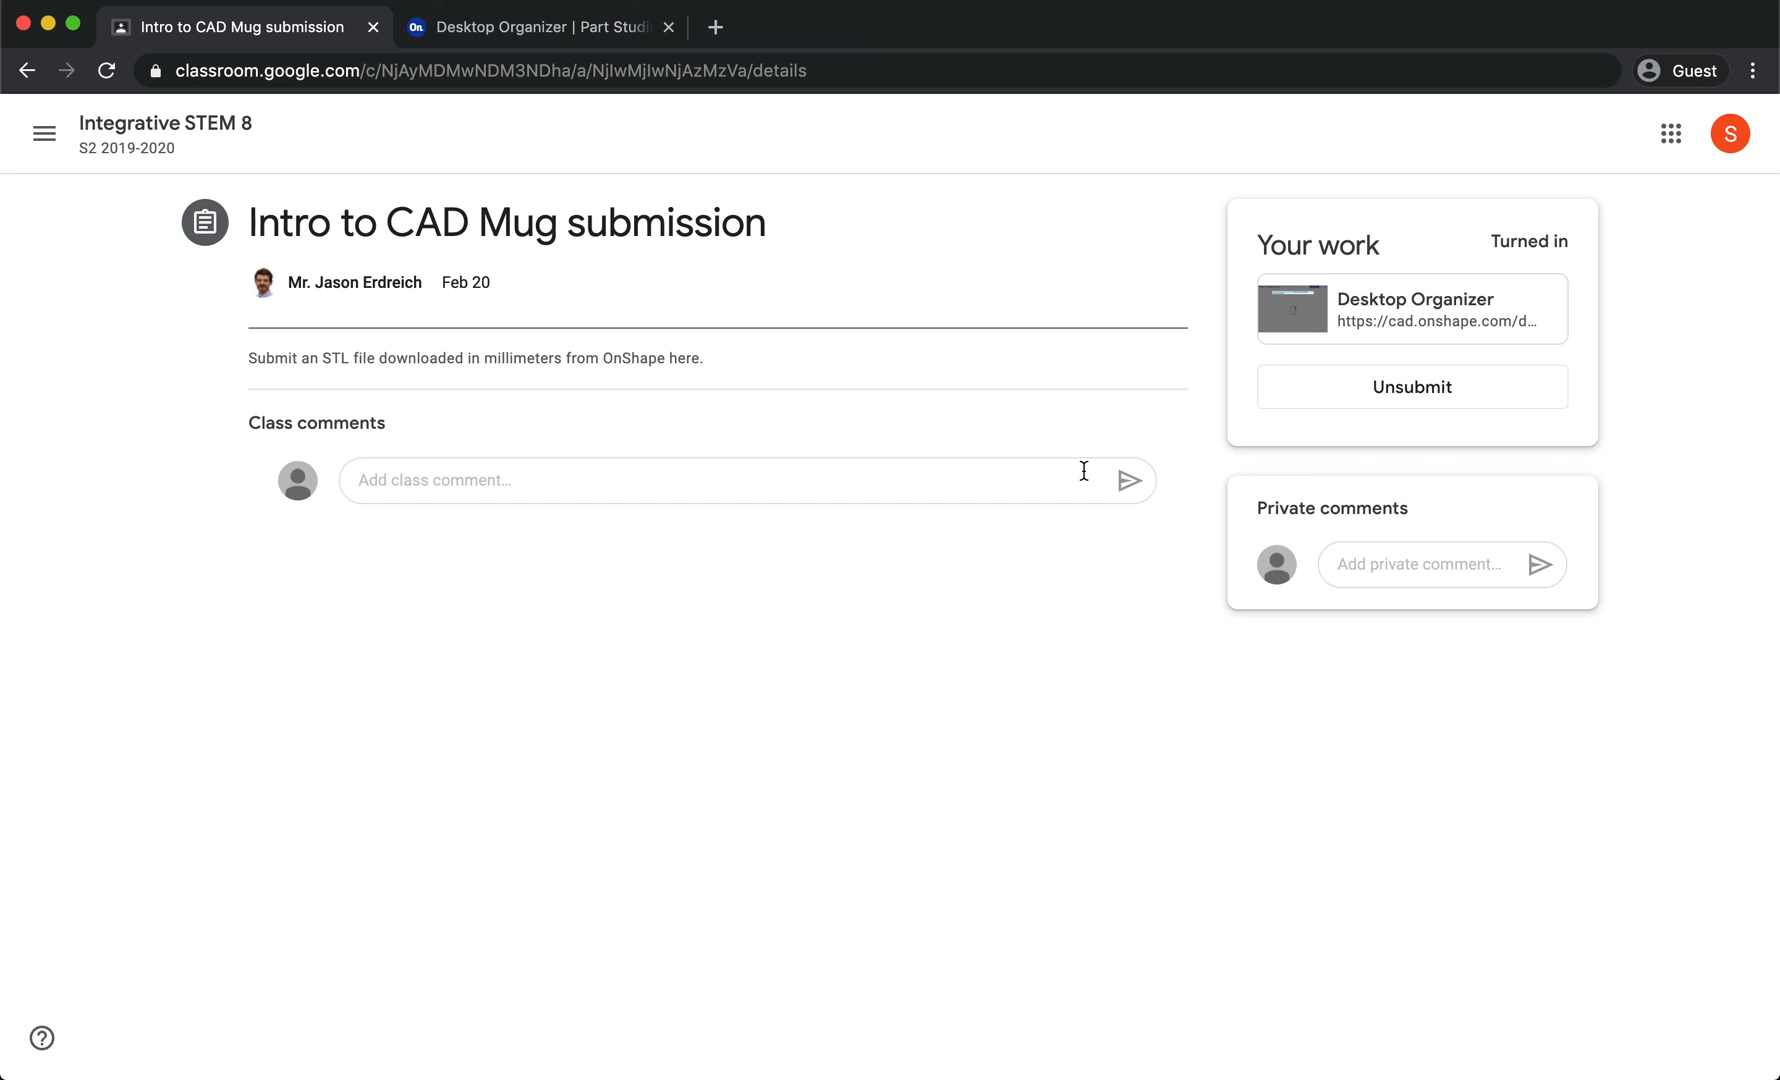 Intro to CAD Mug submission
On Desktop Organizer | Part Studi
classroom.google.com/c/NjAyMDMwNDM3NDha/a/NjIwMjIwNjAzMzVa/details
Guest
Integrative STEM 8
S2 2019-2020
S
Intro to CAD Mug submission
Mr. Jason Erdreich Feb 20
Submit an STL file downloaded in millimeters from OnShape here.
Class comments
Add class comment...
Your work Turned in
Desktop Organizer
https://cad.onshape.com/d...
Unsubmit
Private comments
Add private comment...